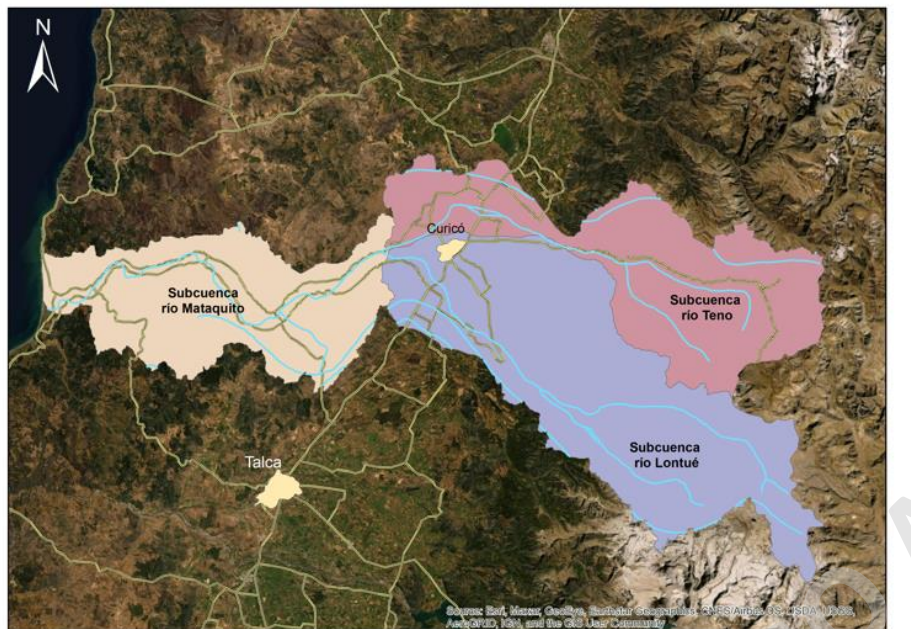 N
Curicó
Subcuenca
río Mataquito
Subcuenca
río Teno
Subcuenca
río Lontué
Talca
Source: Esri, Maxar, GeoEye, Earthstar Geographics, CNES/Airbus DS, USDA, USGS,
AeroGRID, IGN, and the GIS User Community